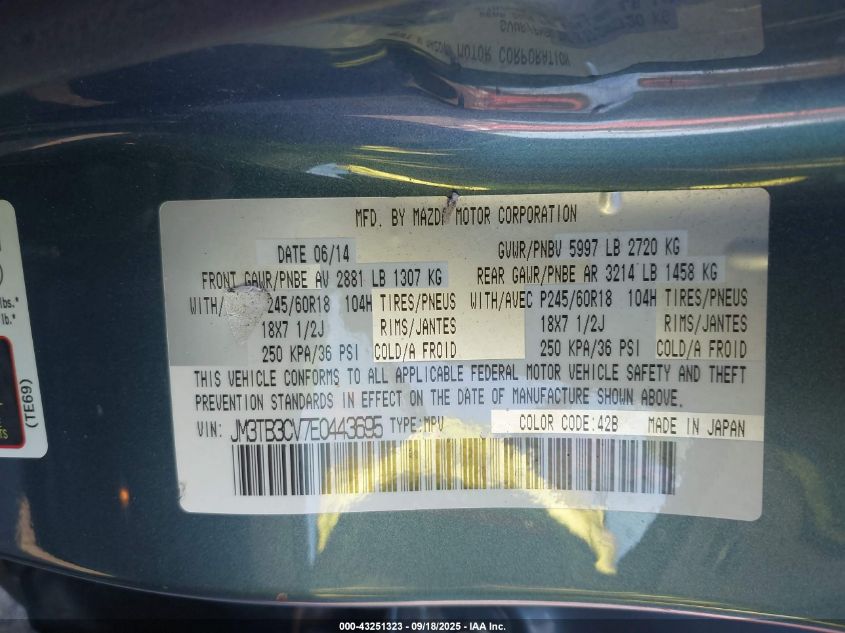 MOTOR CORPORATION
MFD. BY MAZDA MOTOR CORPORATION
DATE 06/14 GVWR/PNBV 5997 LB 2720 KG
FRONT GAWR/PNBE AV 2881 LB 1307 KG REAR GAWR/PNBE AR 3214 LB 1458 KG
WITH/ 245/60R18 104H TIRES/PNEUS WITH/AVEC P245/60R18 104H TIRES/PNEUS
18X7 1/2J RIMS/JANTES 18X7 1/2J RIMS/JANTES
250 KPA/36 PSI COLD/A FROID 250 KPA/36 PSI COLD/A FROID
THIS VEHICLE CONFORMS TO ALL APPLICABLE FEDERAL MOTOR VEHICLE SAFETY AND THEFT
PREVENTION STANDARDS IN EFFECT ON THE DATE OF MANUFACTURE SHOWN ABOVE.
VIN: JM3TB3CV7E0443695 TYPE:MPV COLOR CODE:42B MADE IN JAPAN
lbs.*
lb.*
(TE69)
000-43251323 - 09/18/2025 - IAA Inc.